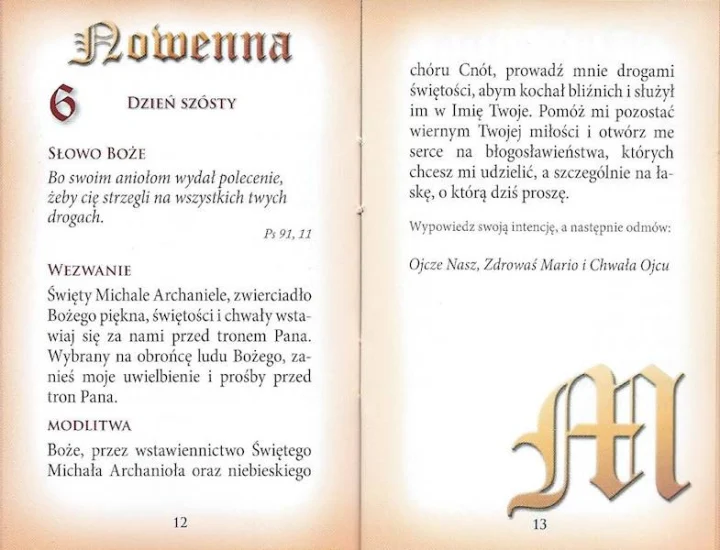 Nowenna
6 DZIEŃ SZÓSTY
SŁOWO BOŻE
Bo swoim aniołom wydał polecenie,
żeby cię strzegli na wszystkich twych
drogach.
Ps 91, 11
WEZWANIE
Święty Michale Archaniele, zwierciadło
Bożego piękna, świętości i chwały wsta-
wiaj się za nami przed tronem Pana.
Wybrany na obrońcę ludu Bożego, za-
nieś moje uwielbienie i prośby przed
tron Pana.
MODLITWA
Boże, przez wstawiennictwo Świętego
Michała Archanioła oraz niebieskiego
12
chóru Cnót, prowadź mnie drogami
świętości, abym kochał bliźnich i służył
im w Imię Twoje. Pomóż mi pozostać
wiernym Twojej miłości i otwórz me
serce na błogosławieństwa, których
chcesz mi udzielić, a szczególnie na ła-
skę, o którą dziś proszę.
Wypowiedz swoją intencję, a następnie odmów:
Ojcze Nasz, Zdrowaś Mario i Chwała Ojcu
M
13